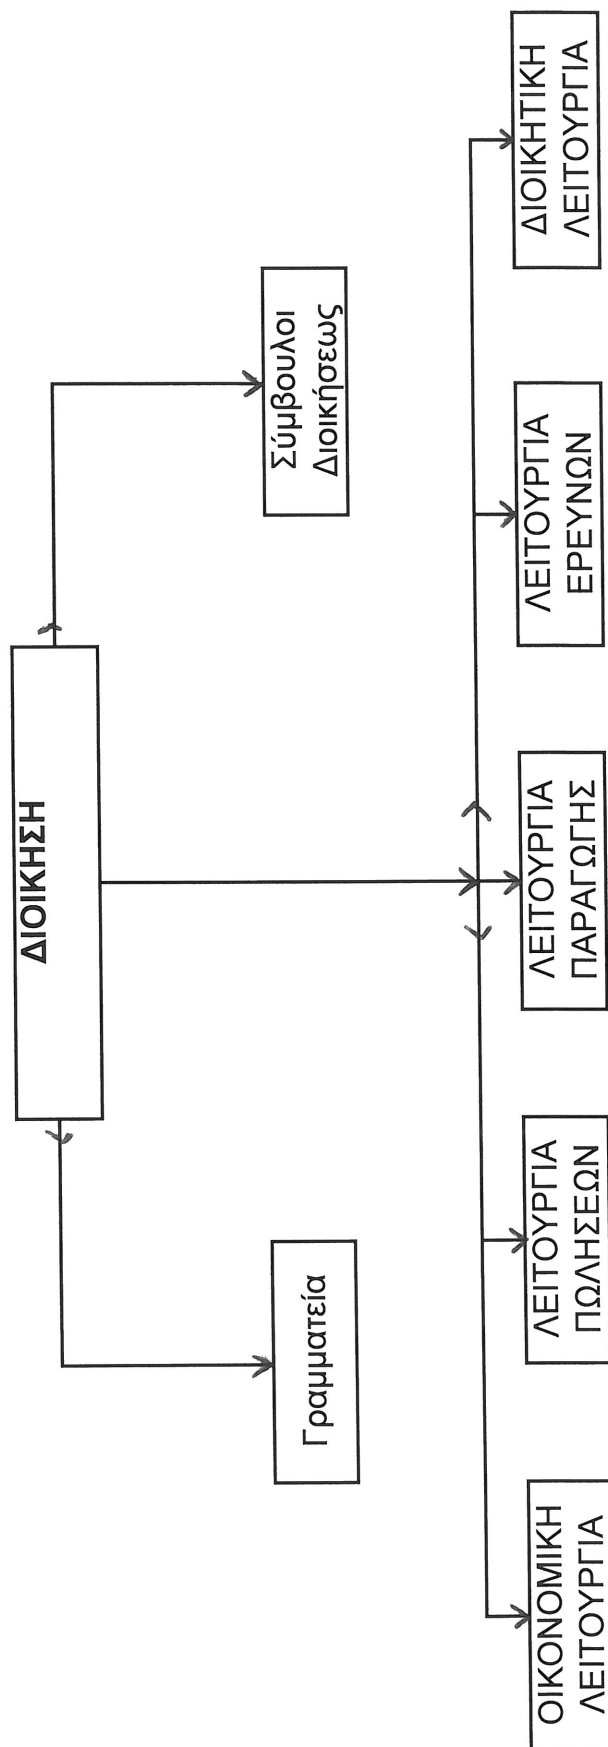 ΔΙΟΙΚΗΣΗ
Γραμματεία
Σύμβουλοι
Διοικήσεως
ΟΙΚΟΝΟΜΙΚΗ
ΛΕΙΤΟΥΡΓΙΑ
ΛΕΙΤΟΥΡΓΙΑ
ΠΩΛΗΣΕΩΝ
ΛΕΙΤΟΥΡΓΙΑ
ΠΑΡΑΓΩΓΗΣ
ΛΕΙΤΟΥΡΓΙΑ
ΕΡΕΥΝΩΝ
ΔΙΟΙΚΗΤΙΚΗ
ΛΕΙΤΟΥΡΓΙΑ